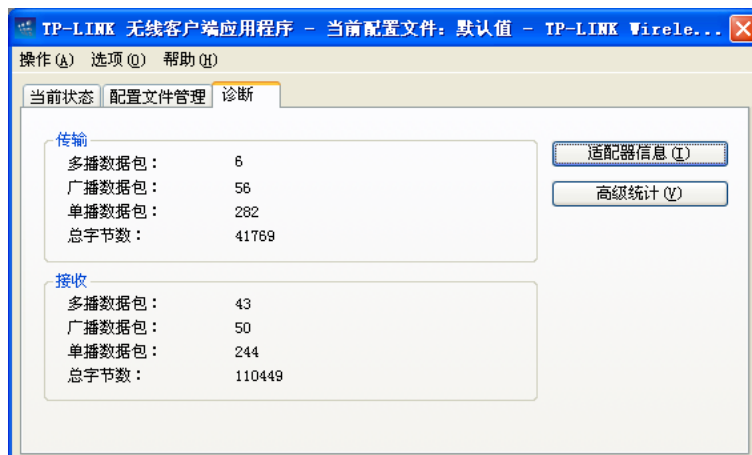 TP-LINK 无线客户端应用程序 - 当前配置文件: 默认值 - TP-LINK Wirele...
操作(A) 选项(O) 帮助(H)
当前状态 配置文件管理 诊断
传输
多播数据包: 6
广播数据包: 56
单播数据包: 282
总字节数: 41769
适配器信息(I)
高级统计(V)
接收
多播数据包: 43
广播数据包: 50
单播数据包: 244
总字节数: 110449